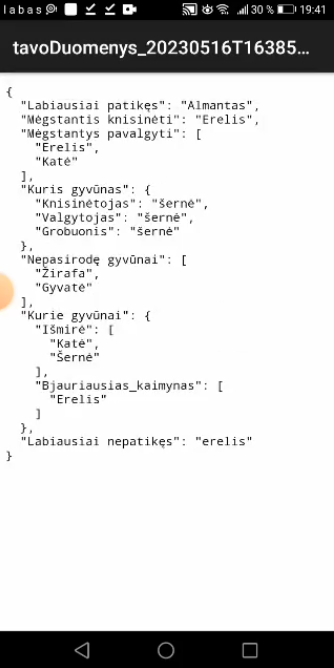 labas
30 %
19:41
tavoDuomenys_20230516T16385...
{
"Labiausiai patikęs": "Almantas",
"Mėgstantis knisinėti": "Erelis",
"Mėgstantys pavalgyti": [
"Erelis",
"Katė"
],
"Kuris gyvūnas": {
"Knisinėtojas": "šernė",
"Valgytojas": "šernė",
"Grobuonis": "šernė"
},
"Nepasirodę gyvūnai": [
"Žirafa",
"Gyvatė"
],
"Kurie gyvūnai": {
"Išmirė": [
"Katė",
"Šernė"
],
"Bjauriausias_kaimynas": [
"Erelis"
]
},
"Labiausiai nepatikęs": "erelis"
}